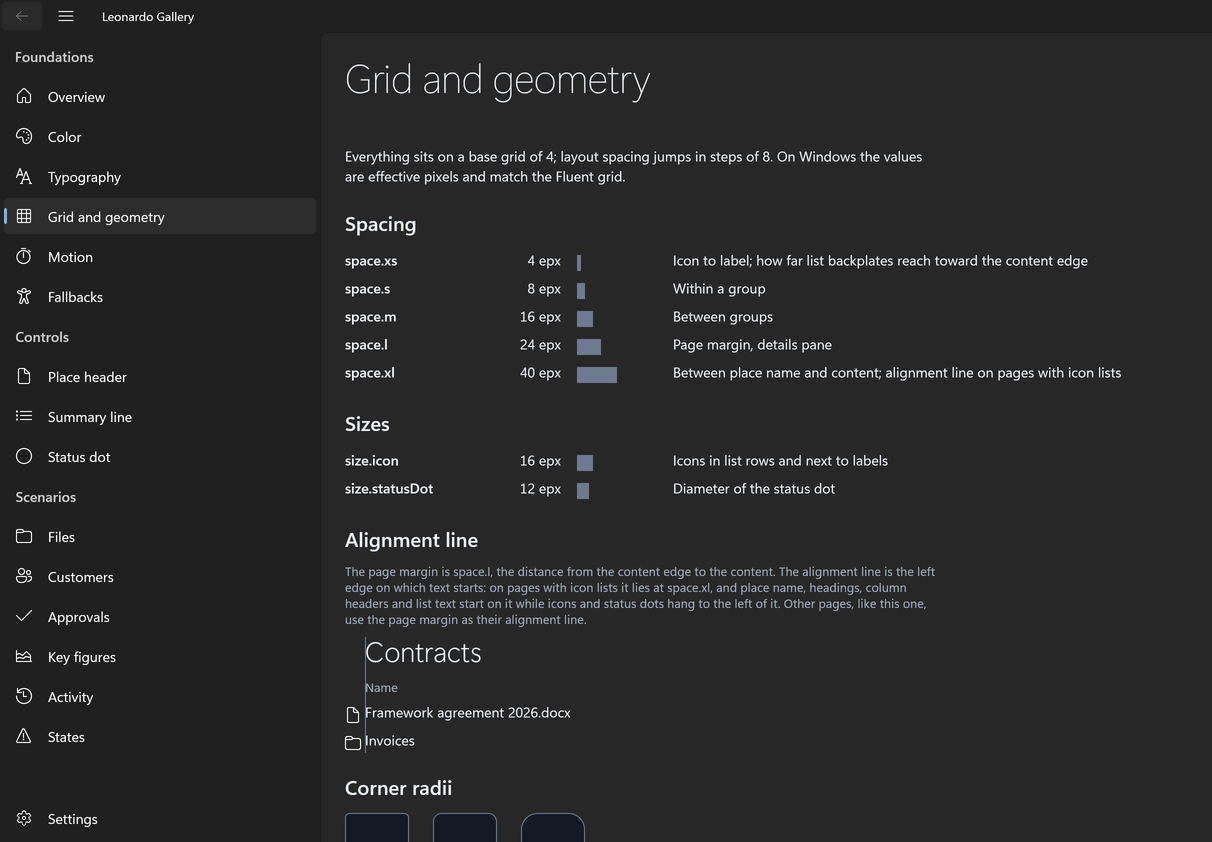 Leonardo Gallery
Foundations
Overview
Color
Typography
Grid and geometry
Motion
Fallbacks
Controls
Place header
Summary line
Status dot
Scenarios
Files
Customers
Approvals
Key figures
Activity
States
Settings
Grid and geometry
Everything sits on a base grid of 4; layout spacing jumps in steps of 8. On Windows the values
are effective pixels and match the Fluent grid.
Spacing
space.xs 4 epx Icon to label; how far list backplates reach toward the content edge
space.s 8 epx Within a group
space.m 16 epx Between groups
space.l 24 epx Page margin, details pane
space.xl 40 epx Between place name and content; alignment line on pages with icon lists
Sizes
size.icon 16 epx Icons in list rows and next to labels
size.statusDot 12 epx Diameter of the status dot
Alignment line
The page margin is space.l, the distance from the content edge to the content. The alignment line is the left
edge on which text starts: on pages with icon lists it lies at space.xl, and place name, headings, column
headers and list text start on it while icons and status dots hang to the left of it. Other pages, like this one,
use the page margin as their alignment line.
Contracts
Name
Framework agreement 2026.docx
Invoices
Corner radii